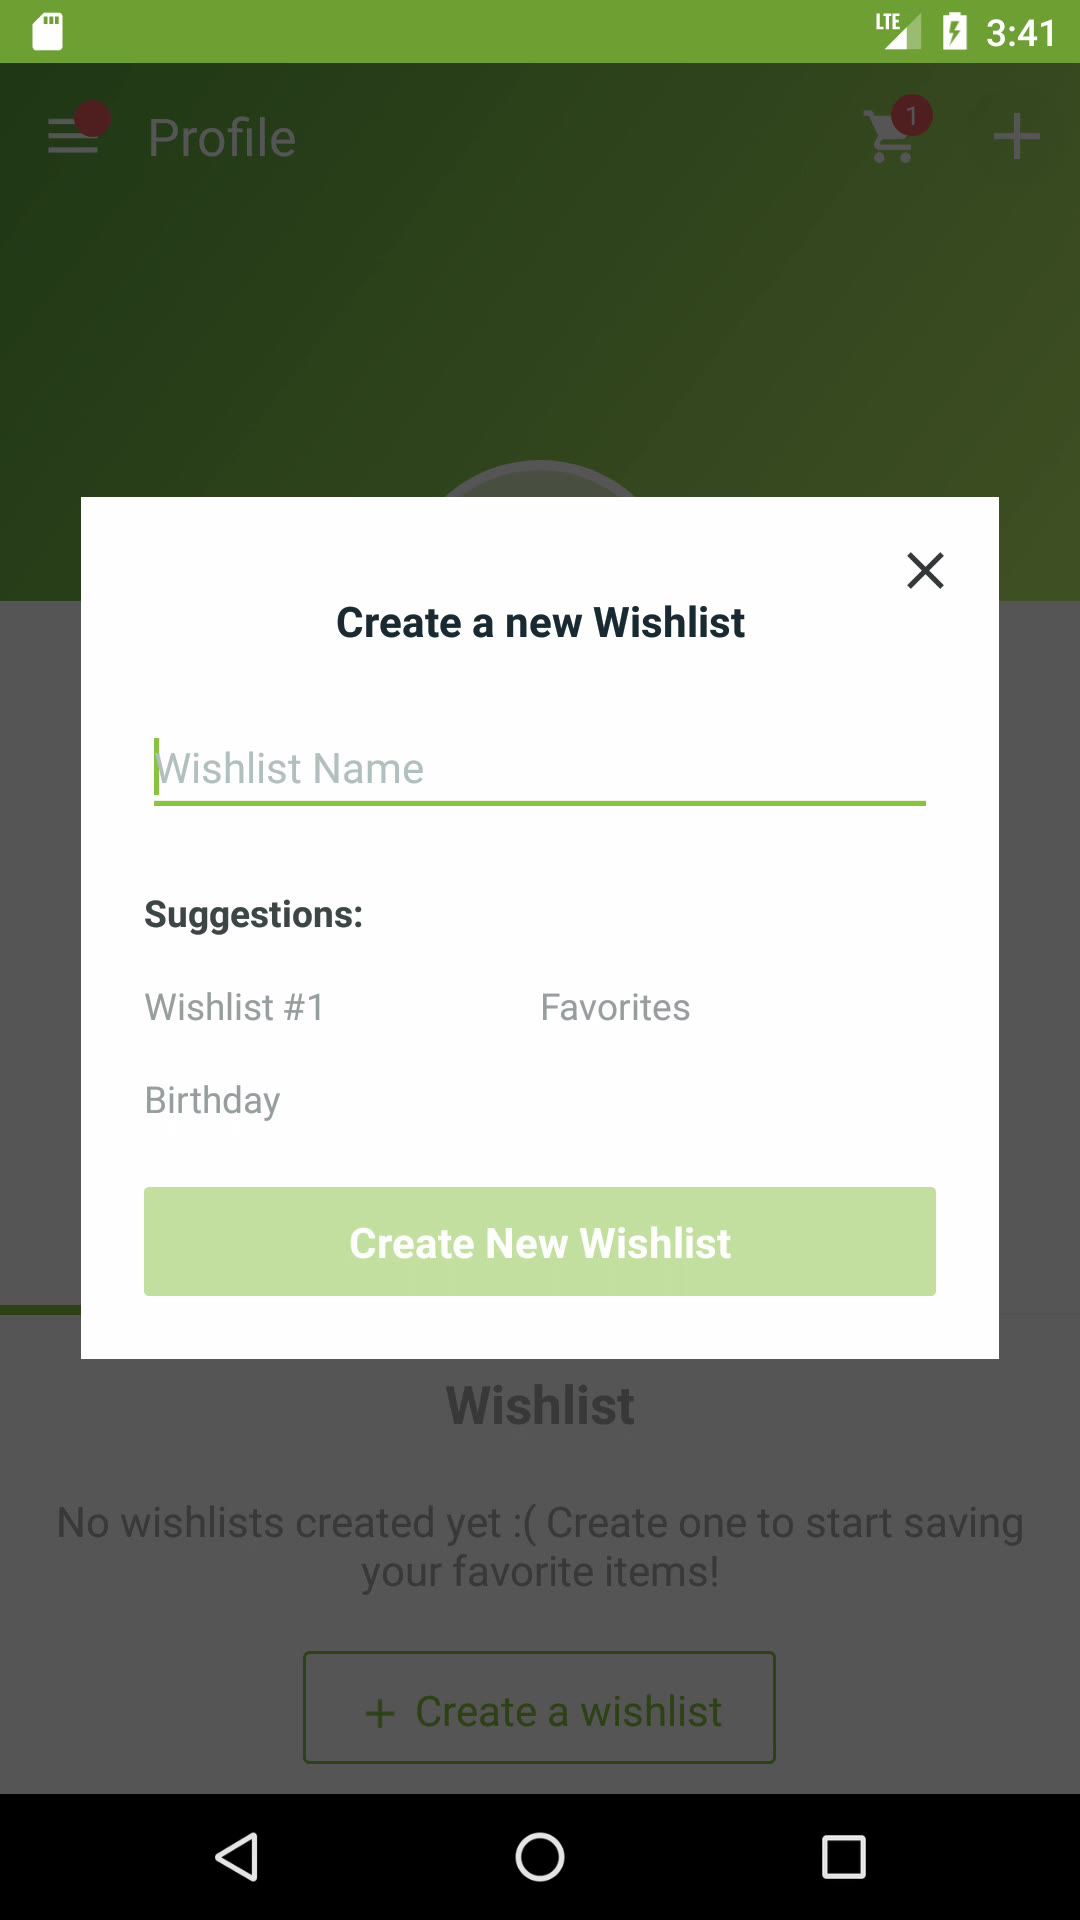 LTE 3:41
Profile 1
Create a new Wishlist
Wishlist Name
Suggestions:
Wishlist #1 Favorites
Birthday
Create New Wishlist
Wishlist
No wishlists created yet :( Create one to start saving
your favorite items!
+ Create a wishlist